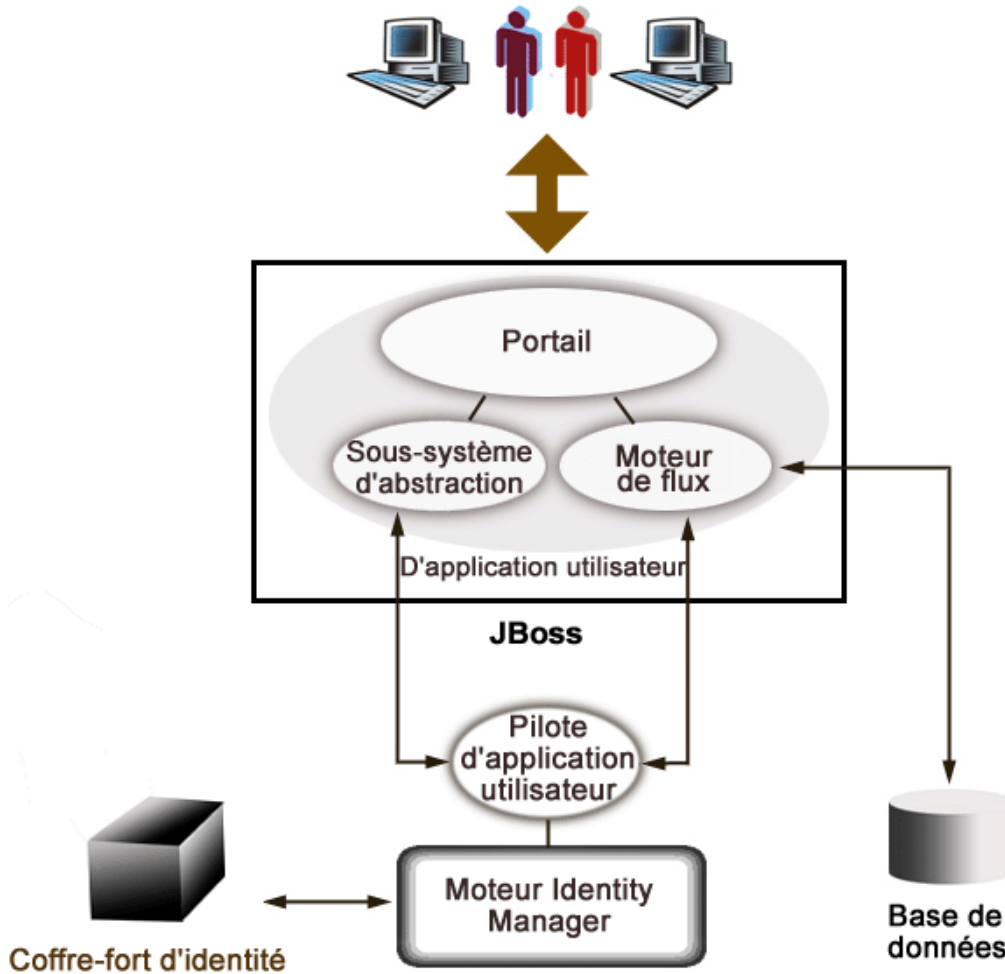 Portail
Sous-système
d'abstraction
Moteur
de flux
D'application utilisateur
JBoss
Pilote
d'application
utilisateur
Moteur Identity
Manager
Coffre-fort d'identité
Base de
données